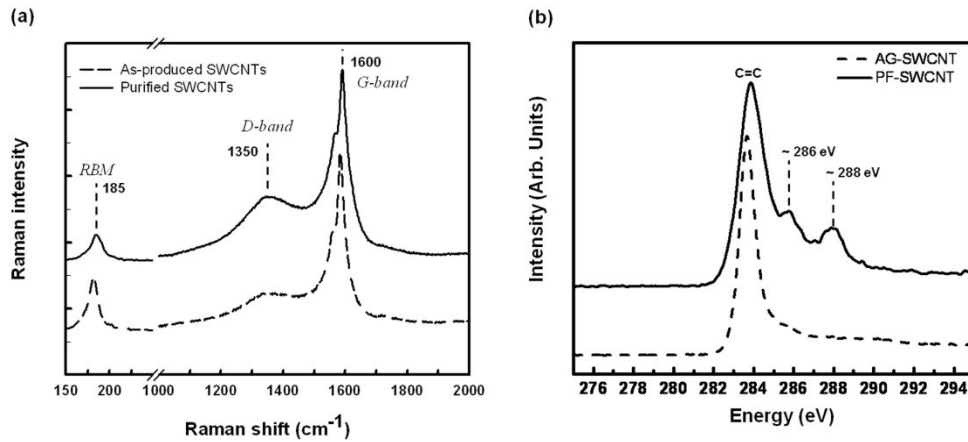 (a)
1600
As-produced SWCNTs
Purified SWCNTs
G-band
D-band
1350
RBM
185
Raman intensity
150 200 1000 1200 1400 1600 1800 2000
Raman shift (cm-1)
(b)
AG-SWCNT
PF-SWCNT
C=C
~ 286 eV
~ 288 eV
Intensity (Arb. Units)
276 278 280 282 284 286 288 290 292 294
Energy (eV)